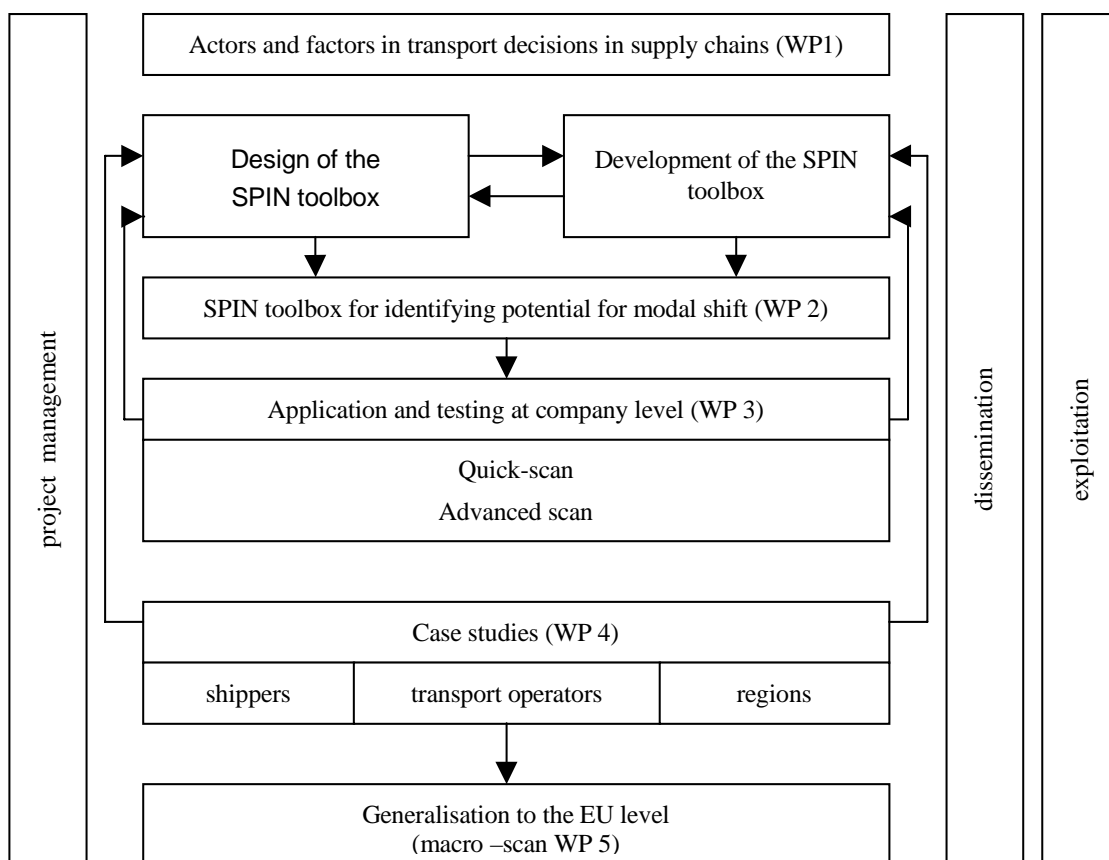 Actors and factors in transport decisions in supply chains (WP1)
Design of the
SPIN toolbox
Development of the SPIN
toolbox
SPIN toolbox for identifying potential for modal shift (WP 2)
Application and testing at company level (WP 3)
Quick-scan
Advanced scan
Case studies (WP 4)
shippers
transport operators
regions
Generalisation to the EU level
(macro –scan WP 5)
project management
dissemination
exploitation